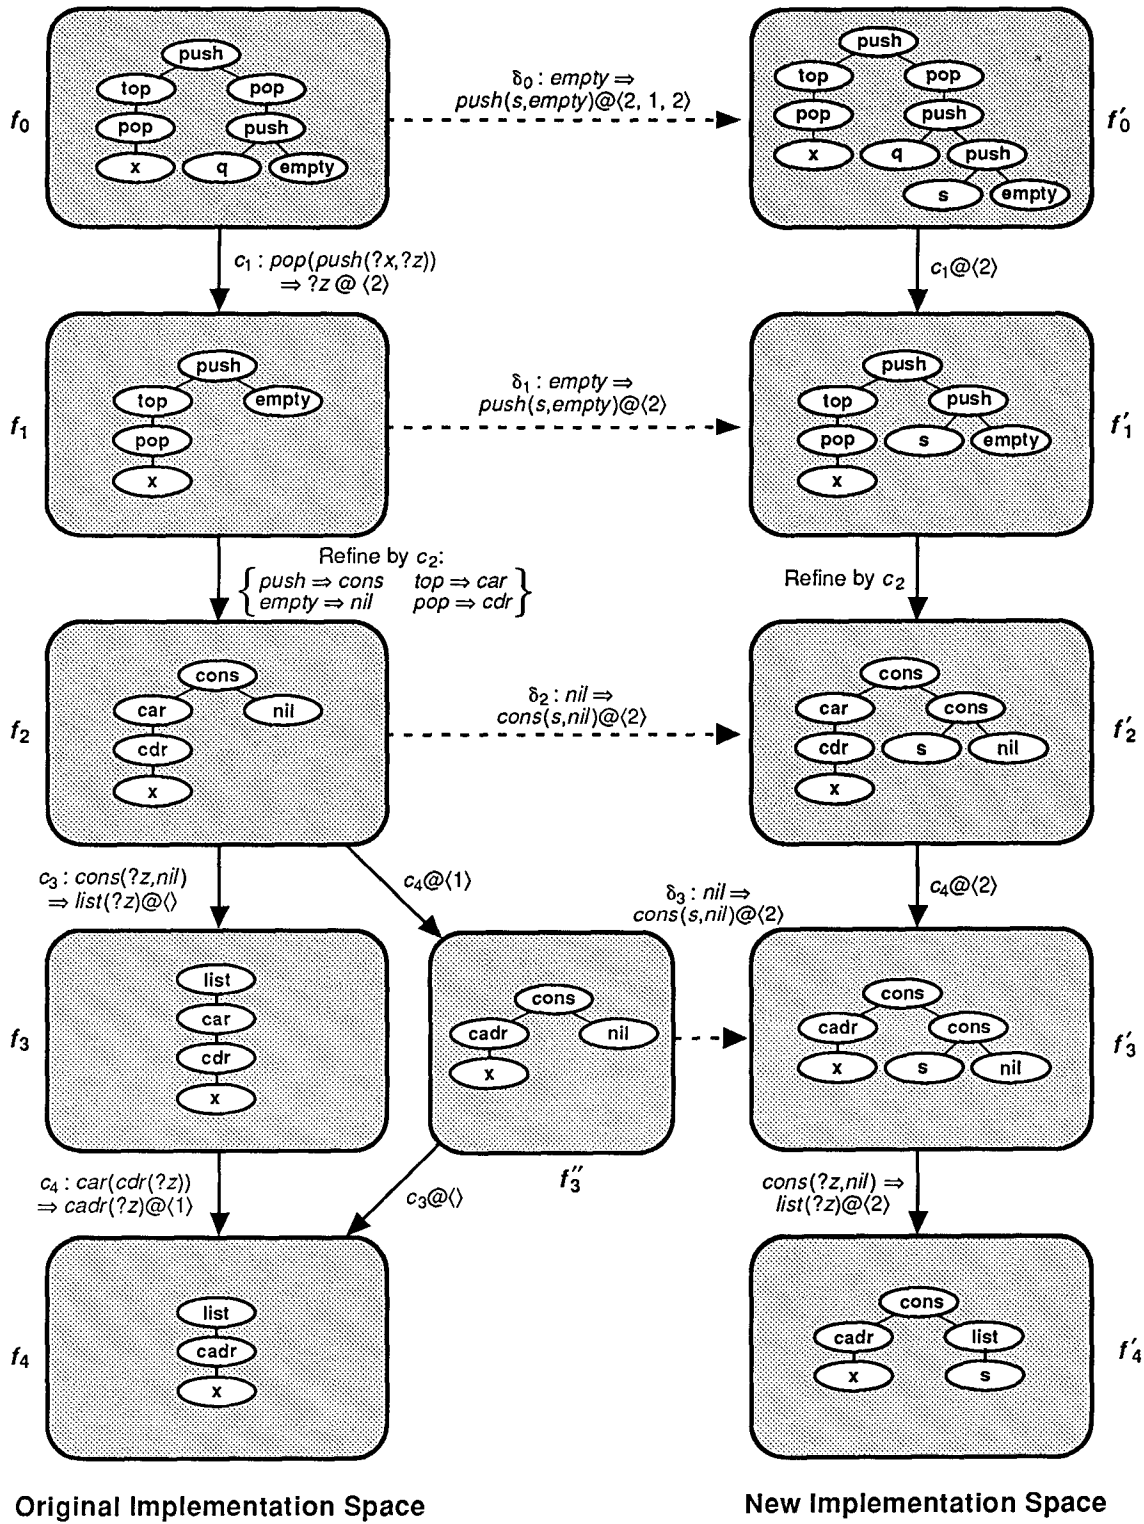 f₀
push
top pop
pop push
x q empty
δ₀ : empty ⇒
push(s,empty)@⟨2, 1, 2⟩
push
top pop
pop push
x q push
s empty
f′₀
c₁ : pop(push(?x,?z))
⇒ ?z @ ⟨2⟩
c₁@⟨2⟩
f₁
push
top empty
pop
x
δ₁ : empty ⇒
push(s,empty)@⟨2⟩
push
top push
pop s empty
x
f′₁
Refine by c₂:
{ push ⇒ cons top ⇒ car
empty ⇒ nil pop ⇒ cdr }
Refine by c₂
f₂
cons
car nil
cdr
x
δ₂ : nil ⇒
cons(s,nil)@⟨2⟩
cons
car cons
cdr s nil
x
f′₂
c₃ : cons(?z,nil)
⇒ list(?z)@⟨⟩
c₄@⟨1⟩
δ₃ : nil ⇒
cons(s,nil)@⟨2⟩
c₄@⟨2⟩
f₃
list
car
cdr
x
cons
cadr nil
x
f″₃
cons
cadr cons
x s nil
f′₃
c₄ : car(cdr(?z))
⇒ cadr(?z)@⟨1⟩
c₃@⟨⟩
cons(?z,nil) ⇒
list(?z)@⟨2⟩
f₄
list
cadr
x
cons
cadr list
x s
f′₄
Original Implementation Space
New Implementation Space